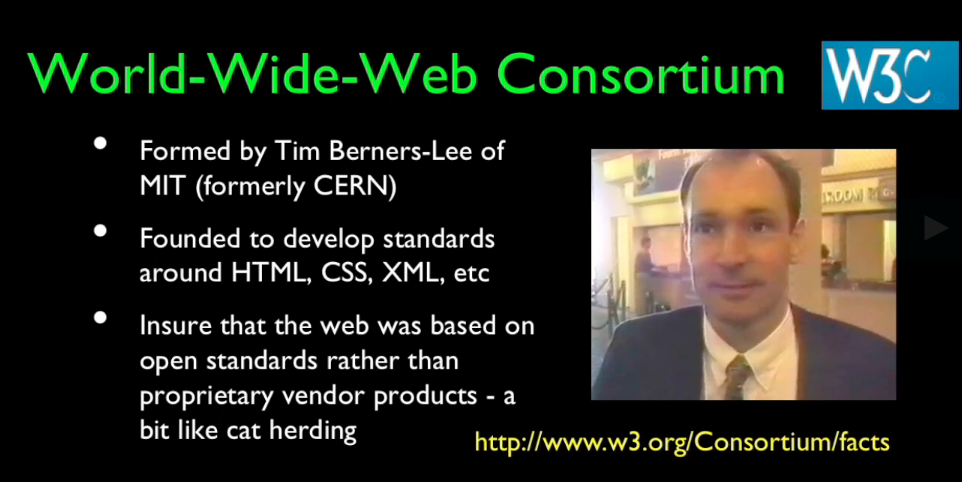 World-Wide-Web Consortium
W3C
• Formed by Tim Berners-Lee of
MIT (formerly CERN)
• Founded to develop standards
around HTML, CSS, XML, etc
• Insure that the web was based on
open standards rather than
proprietary vendor products - a
bit like cat herding
http://www.w3.org/Consortium/facts